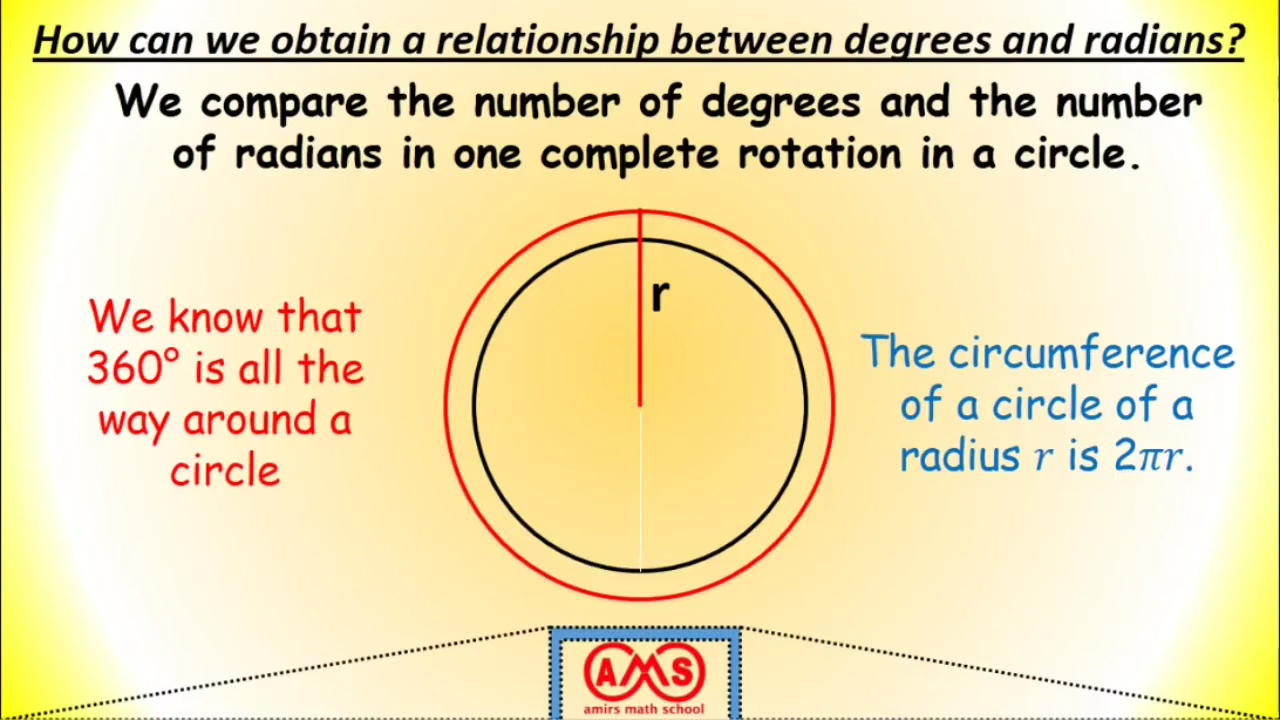 How can we obtain a relationship between degrees and radians?
We compare the number of degrees and the number
of radians in one complete rotation in a circle.
r
We know that
360° is all the
way around a
circle
The circumference
of a circle of a
radius 𝑟 is 2𝜋𝑟.
AMS
amirs math school